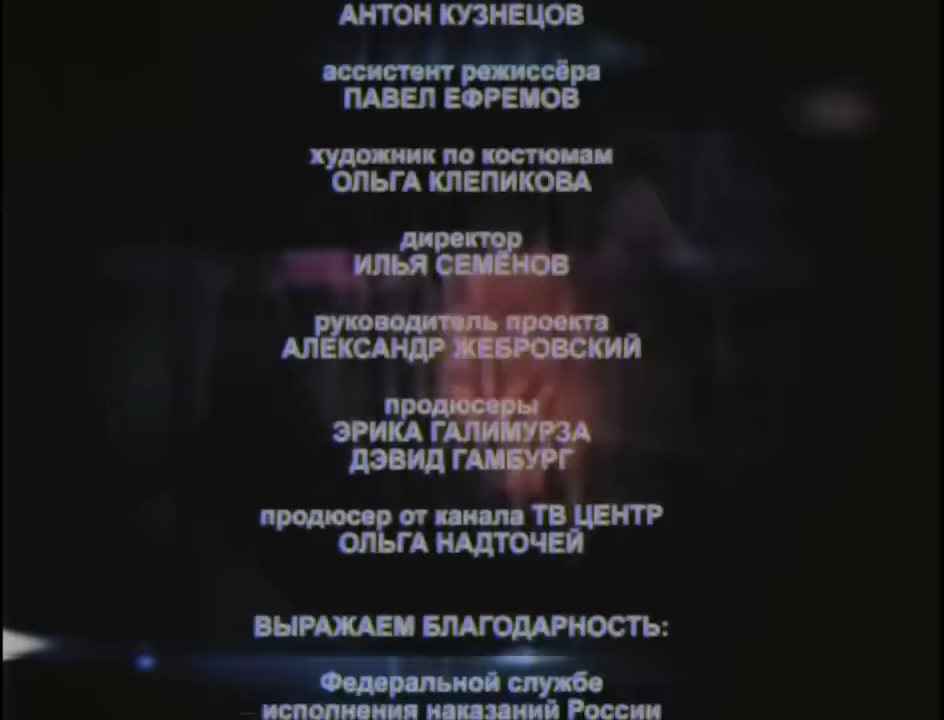 АНТОН КУЗНЕЦОВ
ассистент режиссёра
ПАВЕЛ ЕФРЕМОВ
художник по костюмам
ОЛЬГА КЛЕПИКОВА
директор
ИЛЬЯ СЕМЁНОВ
руководитель проекта
АЛЕКСАНДР ЖЕБРОВСКИЙ
продюсеры
ЭРИКА ГАЛИМУРЗА
ДЭВИД ГАМБУРГ
продюсер от канала ТВ ЦЕНТР
ОЛЬГА НАДТОЧЕЙ
ВЫРАЖАЕМ БЛАГОДАРНОСТЬ:
Федеральной службе
исполнения наказаний России